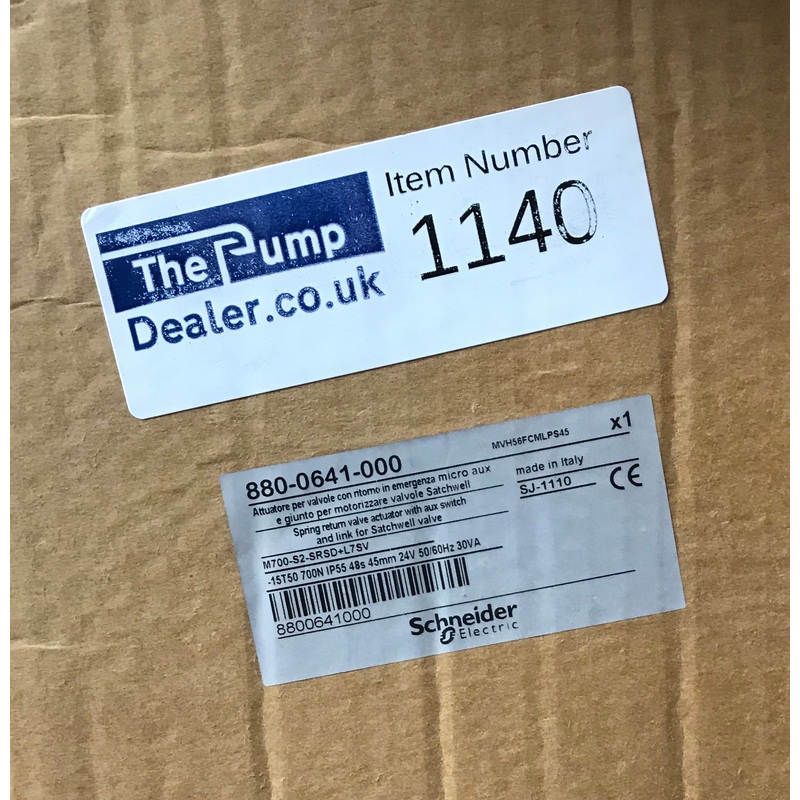 The Pump
Dealer.co.uk
Item Number
1140
880-0641-000
MVH56FCMLPS45
x1
Attuatore per valvole con ritorno in emergenza micro aux
e giunto per motorizzare valvole Satchwell
Spring return valve actuator with aux switch
and link for Satchwell valve
made in Italy
SJ-1110
CE
M700-S2-SRSD+L7SV
-15T50 700N IP55 48s 45mm 24V 50/60Hz 30VA
8800641000
Schneider
Electric